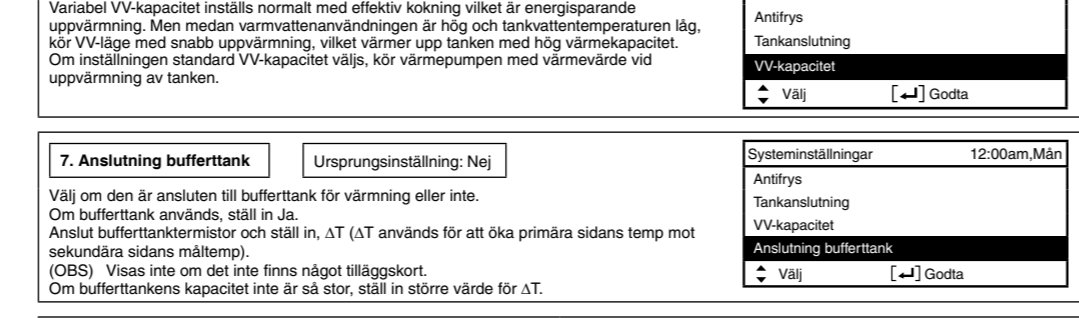 Variabel VV-kapacitet inställs normalt med effektiv kokning vilket är energisparande
uppvärmning. Men medan varmvattenanvändningen är hög och tankvattentemperaturen låg,
kör VV-läge med snabb uppvärmning, vilket värmer upp tanken med hög värmekapacitet.
Om inställningen standard VV-kapacitet väljs, kör värmepumpen med värmevärde vid
uppvärmning av tanken.
Antifrys
Tankanslutning
VV-kapacitet
Välj [↵] Godta
7. Anslutning bufferttank
Ursprungsinställning: Nej
Välj om den är ansluten till bufferttank för värmning eller inte.
Om bufferttank används, ställ in Ja.
Anslut bufferttanktermistor och ställ in, ΔT (ΔT används för att öka primära sidans temp mot
sekundära sidans måltemp).
(OBS) Visas inte om det inte finns något tilläggskort.
Om bufferttankens kapacitet inte är så stor, ställ in större värde för ΔT.
Systeminställningar 12:00am,Mån
Antifrys
Tankanslutning
VV-kapacitet
Anslutning bufferttank
Välj [↵] Godta